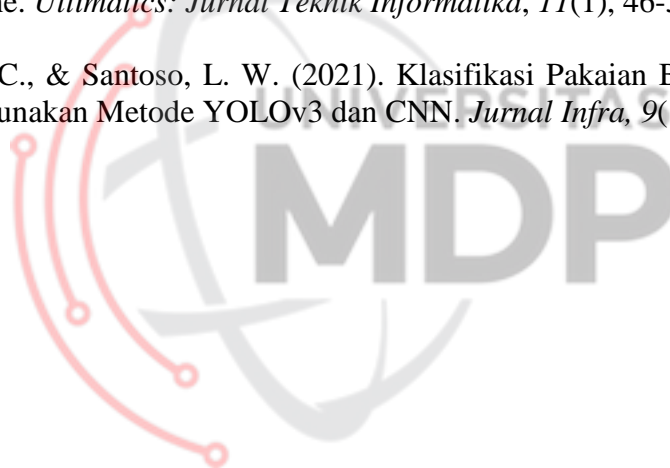 ne. Ultimatics: Jurnal Teknik Informatika, 11(1), 46-
C., & Santoso, L. W. (2021). Klasifikasi Pakaian
unakan Metode YOLOv3 dan CNN. Jurnal Infra, 9(
UNIVERSITAS
MDP